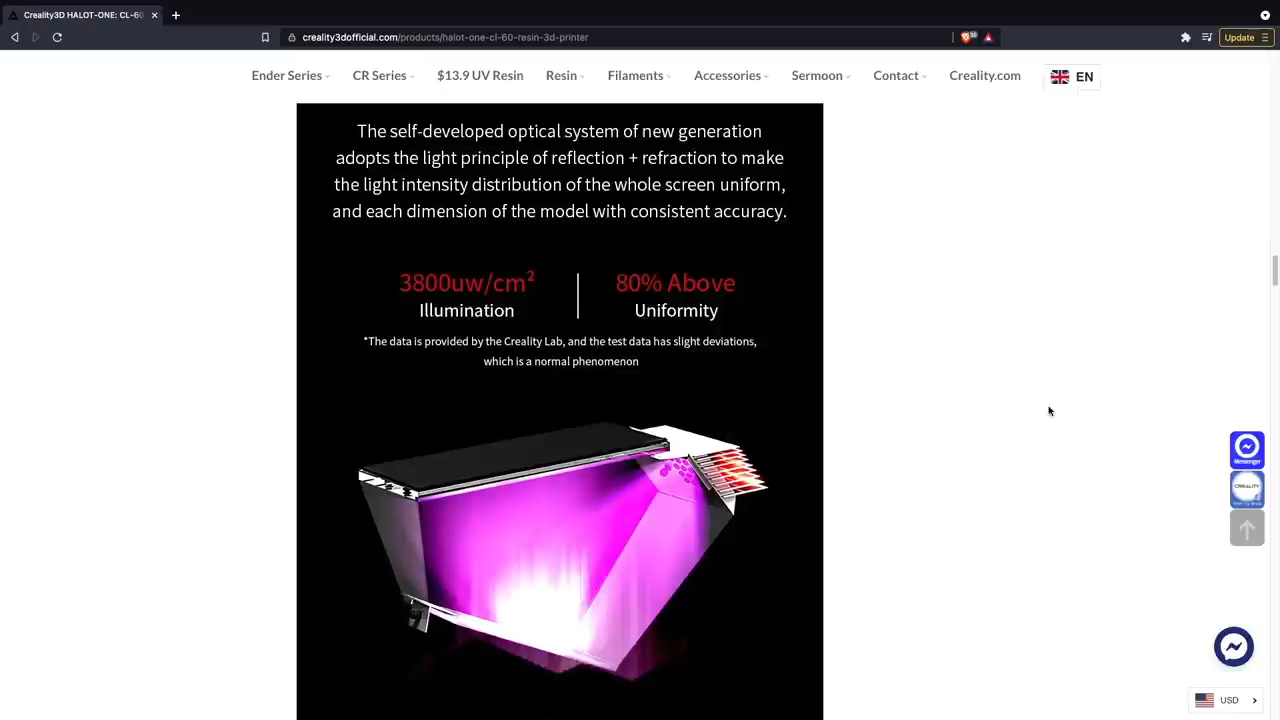 Creality3D HALOT-ONE: CL-60
creality3dofficial.com/products/halot-one-cl-60-resin-3d-printer
Update
Ender Series
CR Series
$13.9 UV Resin
Resin
Filaments
Accessories
Sermoon
Contact
Creality.com
EN
The self-developed optical system of new generation
adopts the light principle of reflection + refraction to make
the light intensity distribution of the whole screen uniform,
and each dimension of the model with consistent accuracy.
3800uw/cm²
80% Above
Illumination
Uniformity
*The data is provided by the Creality Lab, and the test data has slight deviations,
which is a normal phenomenon
Messenger
CREALITY
USD